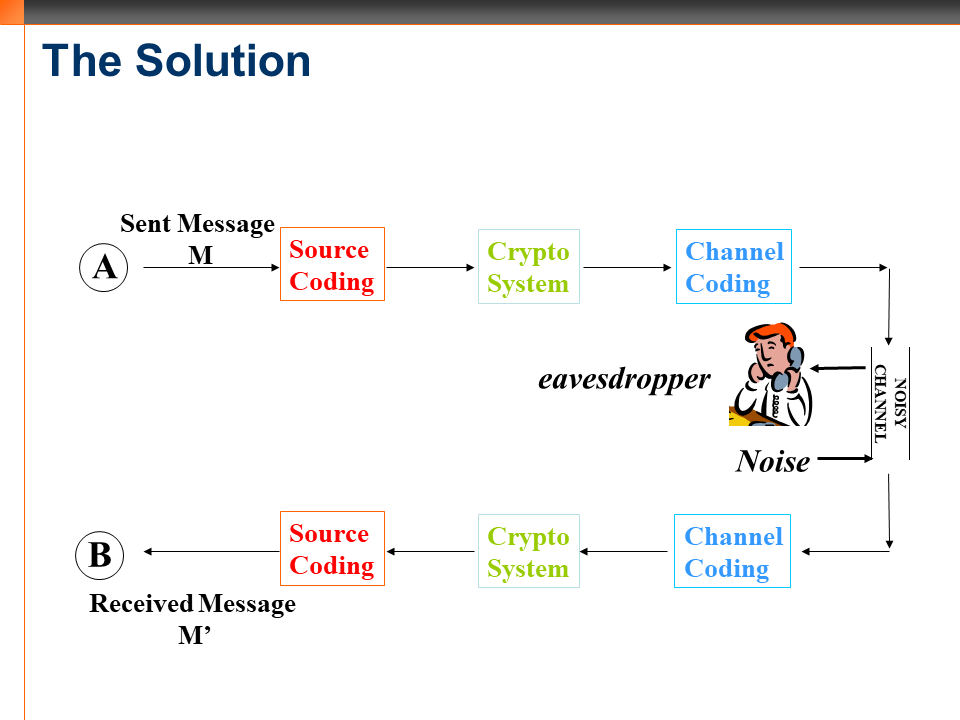 The Solution
Sent Message
M
A
Source
Coding
Crypto
System
Channel
Coding
eavesdropper
NOISY
CHANNEL
Noise
B
Source
Coding
Crypto
System
Channel
Coding
Received Message
M’